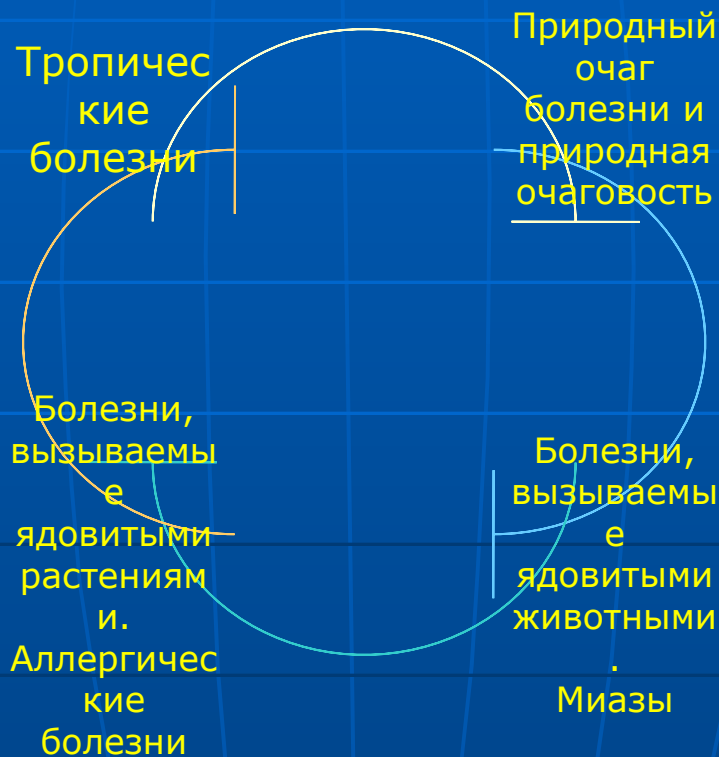 Тропичес
кие
болезни
Природный
очаг
болезни и
природная
очаговость
Болезни,
вызываемы
е
ядовитыми
растениям
и.
Аллергичес
кие
болезни
Болезни,
вызываемы
е
ядовитыми
животными
.
Миазы